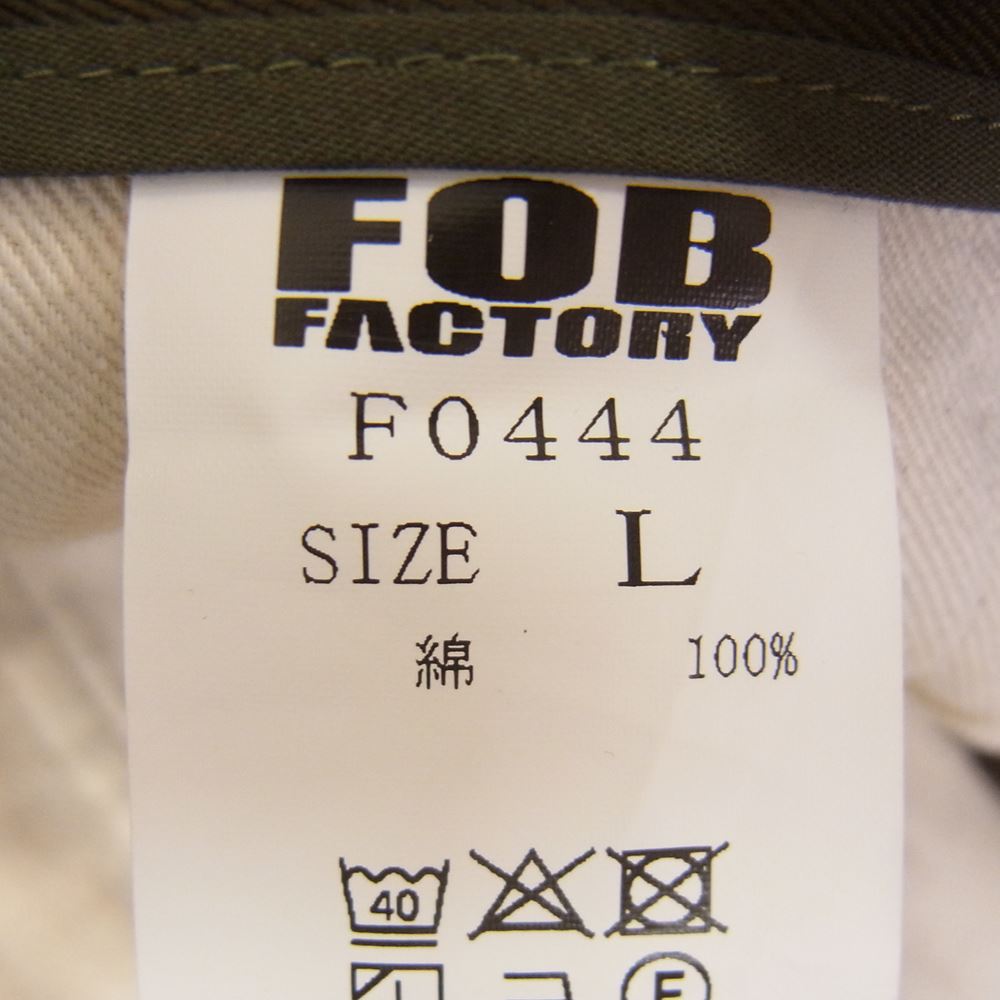 FOB
FACTORY
F0444
SIZE L
綿 100%
40
F